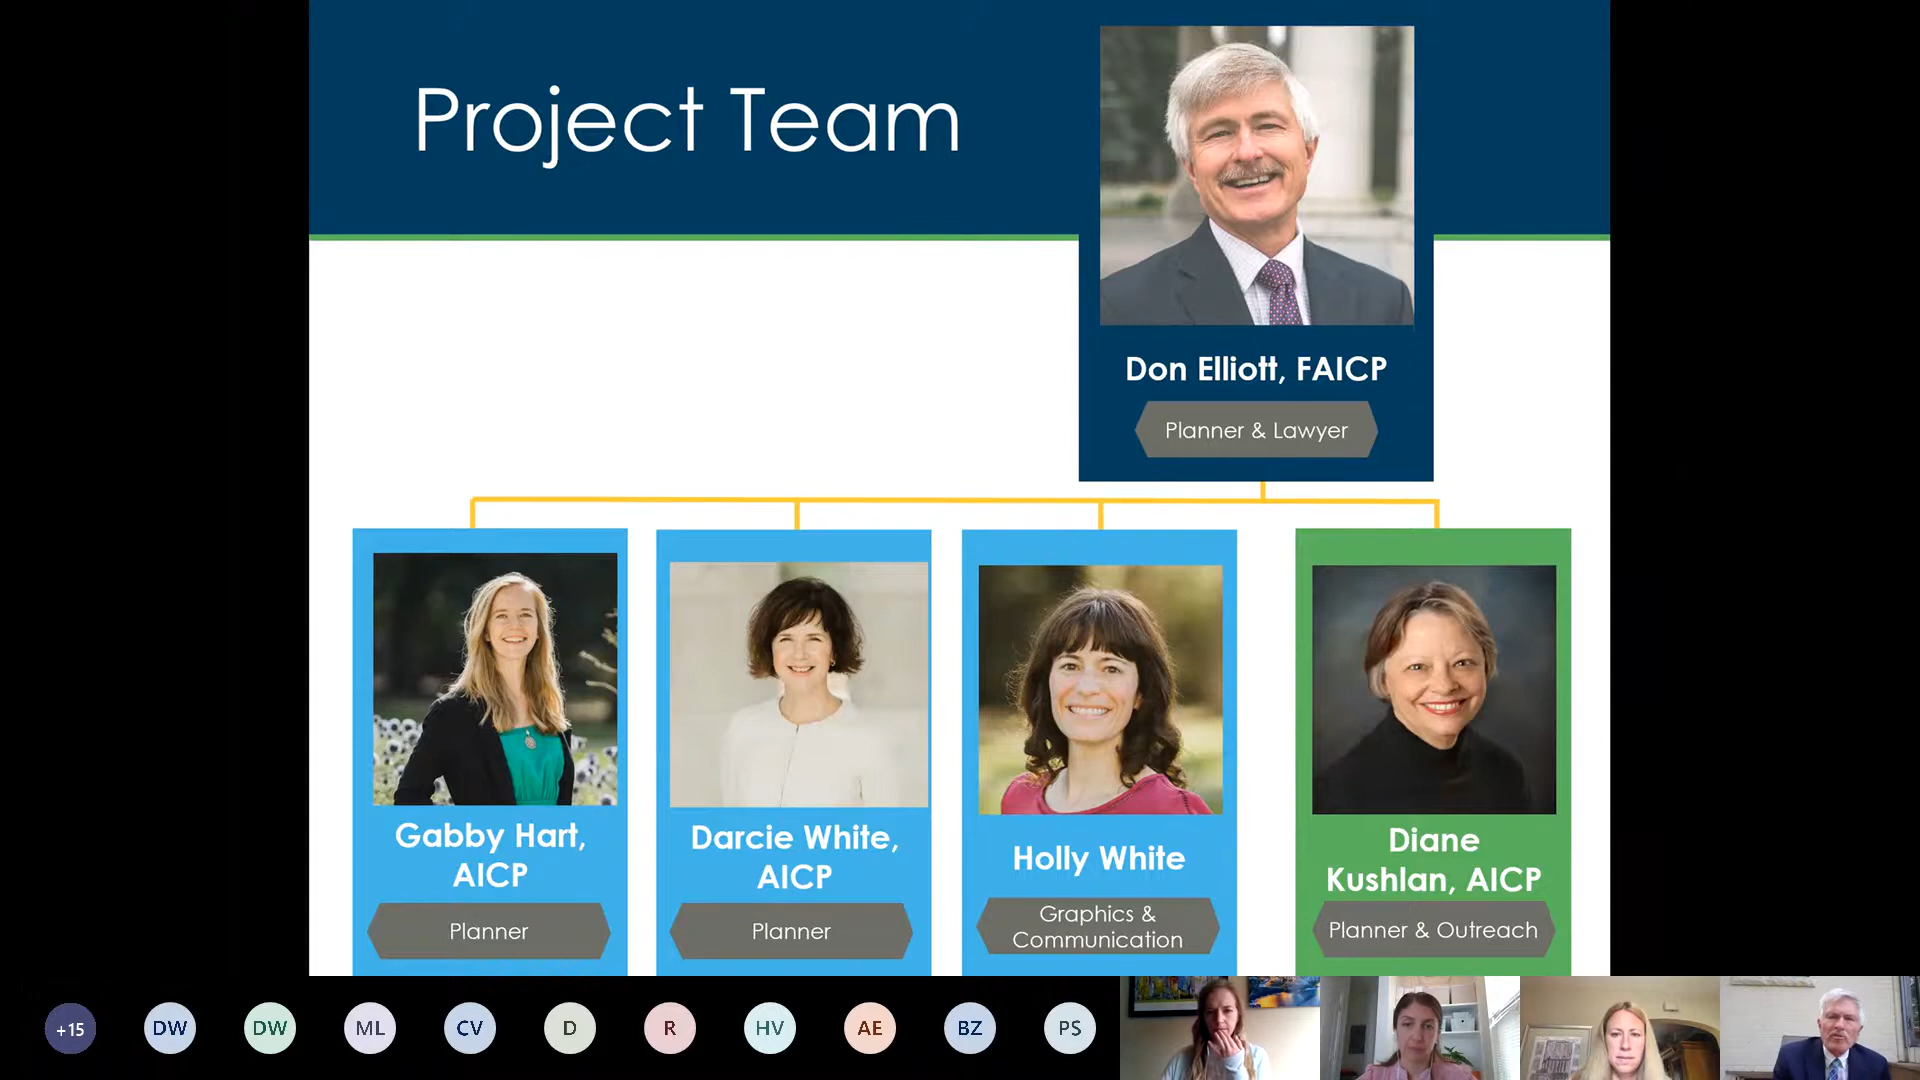 Project Team
Don Elliott, FAICP
Planner & Lawyer
Gabby Hart,
AICP
Planner
Darcie White,
AICP
Planner
Holly White
Graphics &
Communication
Diane
Kushlan, AICP
Planner & Outreach
+15
DW
DW
ML
CV
D
R
HV
AE
BZ
PS